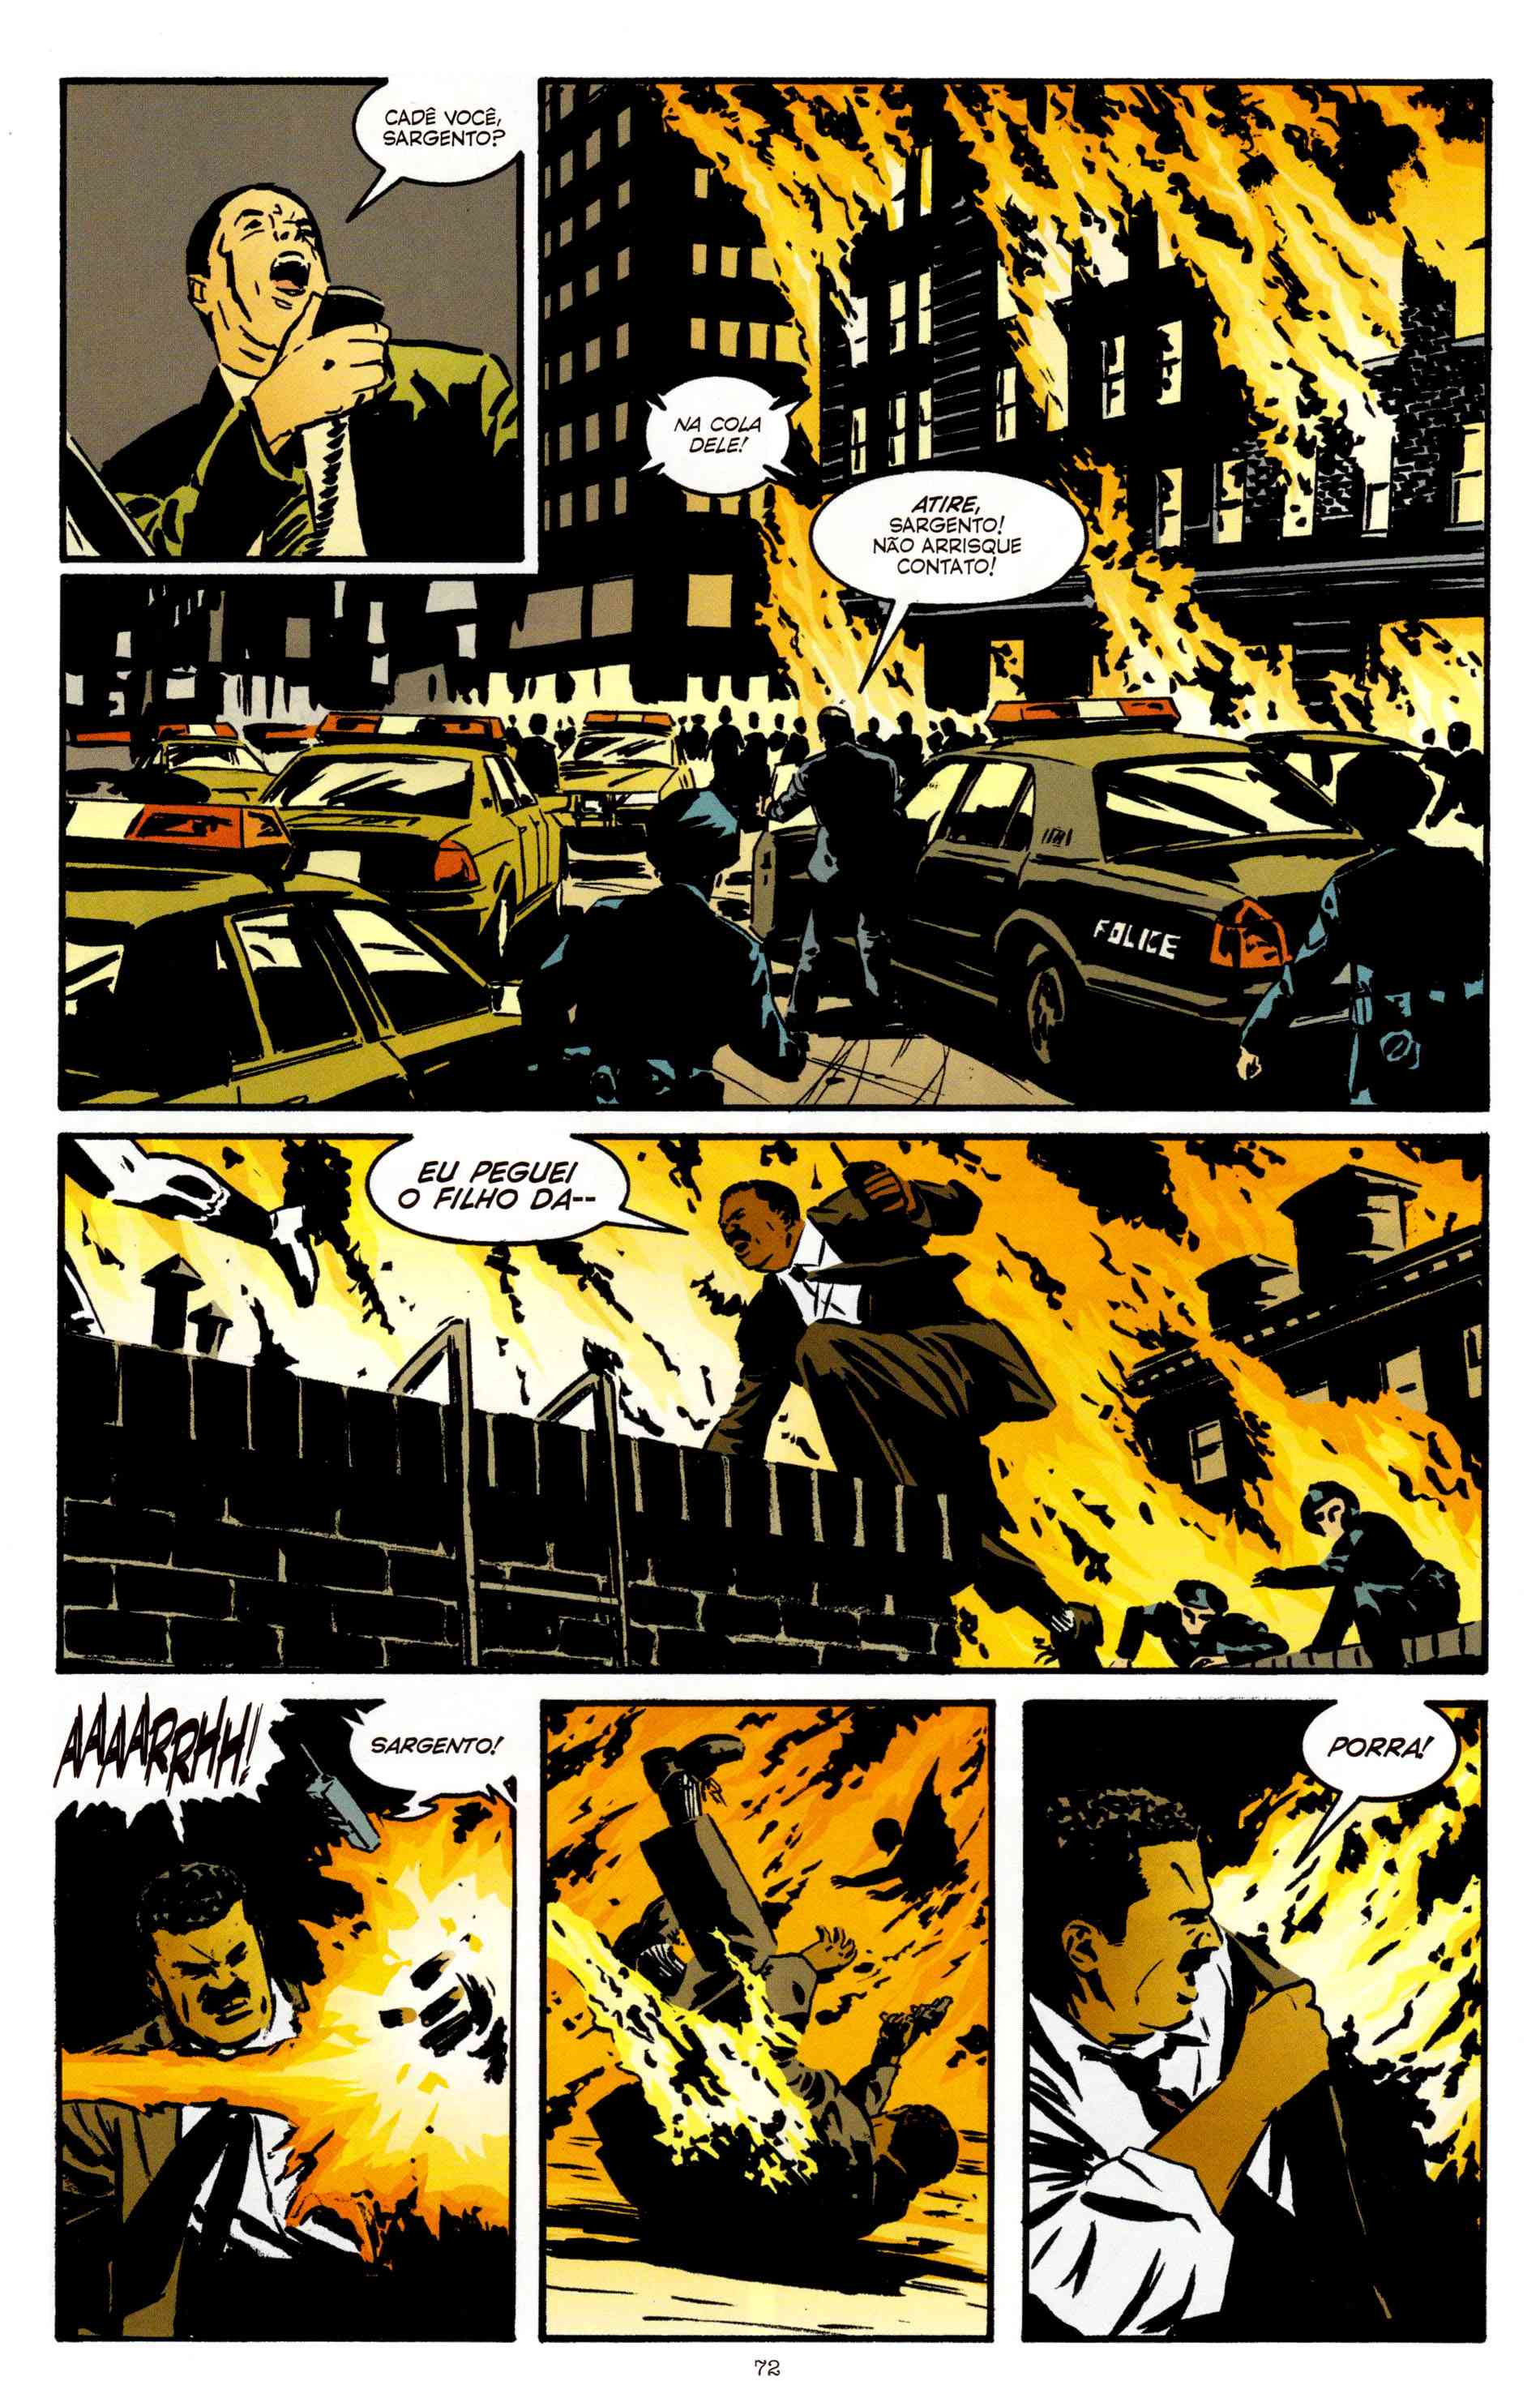 CADÊ VOCÊ,
SARGENTO?
NA COLA
DELE!
ATIRE,
SARGENTO!
NÃO ARRISQUE
CONTATO!
POLICE
EU PEGUEI
O FILHO DA--
AAAARRHH!
SARGENTO!
PORRA!
72